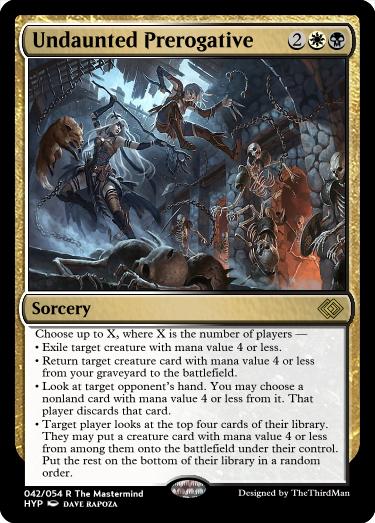 Undaunted Prerogative 2
Sorcery
Choose up to X, where X is the number of players —
• Exile target creature with mana value 4 or less.
• Return target creature card with mana value 4 or less
from your graveyard to the battlefield.
• Look at target opponent's hand. You may choose a
nonland card with mana value 4 or less from it. That
player discards that card.
• Target player looks at the top four cards of their library.
They may put a creature card with mana value 4 or less
from among them onto the battlefield under their control.
Put the rest on the bottom of their library in a random
order.
042/054 R The Mastermind
HYP DAVE RAPOZA
Designed by TheThirdMan